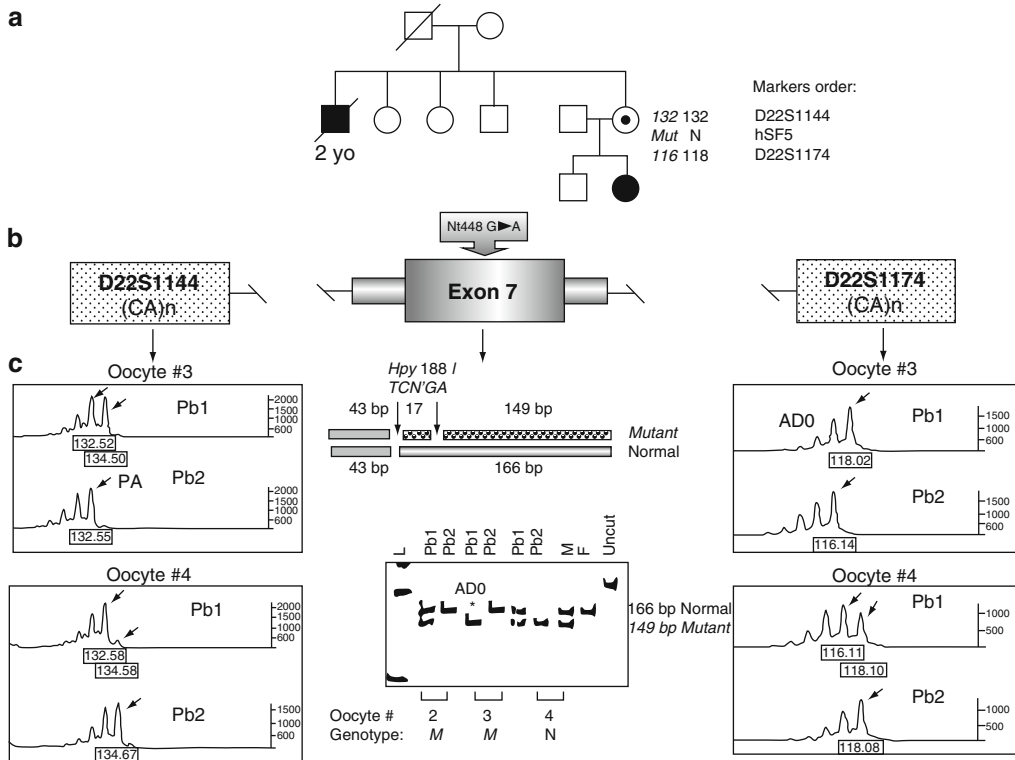 a
Markers order:
132 132 D22S1144
Mut N hSF5
116 118 D22S1174
2 yo
b
Nt448 G►A
D22S1144
(CA)n
Exon 7
D22S1174
(CA)n
c
Oocyte #3
Pb1
2000
1500
1000
600
132.52
134.50
PA
Pb2
2000
1500
1000
600
132.55
Oocyte #4
Pb1
2000
1500
1000
600
132.58
134.58
Pb2
1500
1000
500
134.67
Hpy 188 I
TCN'GA
43 bp 17 149 bp
Mutant
Normal
43 bp 166 bp
L Pb1 Pb2 Pb1 Pb2 Pb1 Pb2 M F Uncut
AD0
*
166 bp Normal
149 bp Mutant
Oocyte # 2 3 4
Genotype: M M N
Oocyte #3
AD0
Pb1
1500
1000
600
118.02
Pb2
1500
1000
600
116.14
Oocyte #4
Pb1
1000
500
116.11
118.10
Pb2
1000
500
118.08